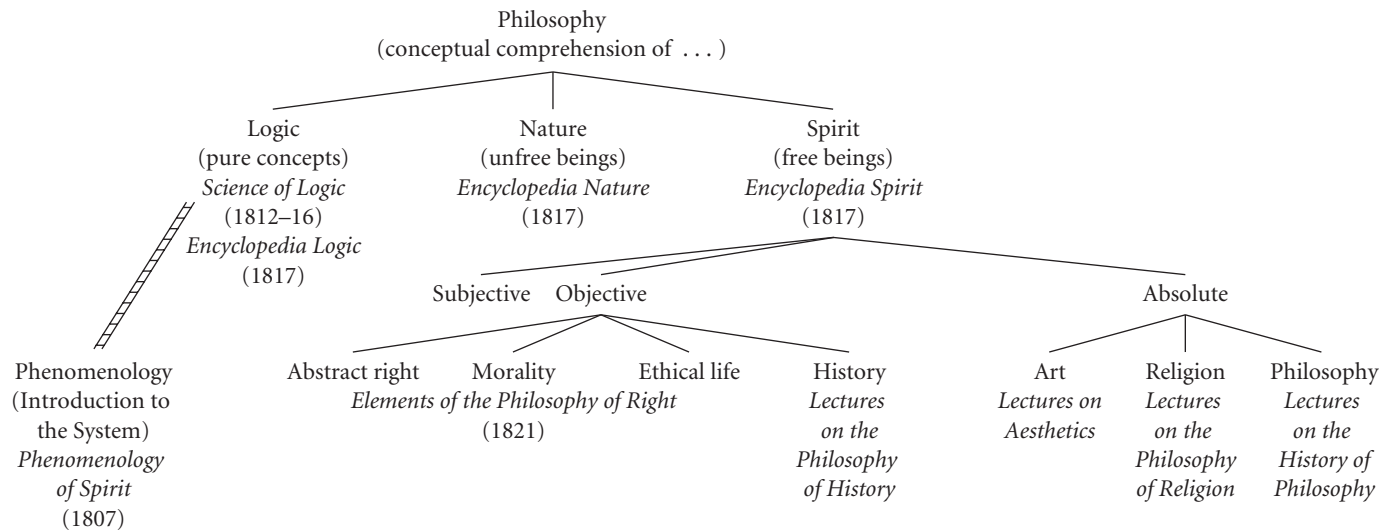 Philosophy
(conceptual comprehension of . . . )
Logic
(pure concepts)
Science of Logic
(1812–16)
Encyclopedia Logic
(1817)
Nature
(unfree beings)
Encyclopedia Nature
(1817)
Spirit
(free beings)
Encyclopedia Spirit
(1817)
Subjective
Objective
Absolute
Phenomenology
(Introduction to
the System)
Phenomenology
of Spirit
(1807)
Abstract right
Morality
Ethical life
Elements of the Philosophy of Right
(1821)
History
Lectures
on the
Philosophy
of History
Art
Lectures on
Aesthetics
Religion
Lectures
on the
Philosophy
of Religion
Philosophy
Lectures
on the
History of
Philosophy